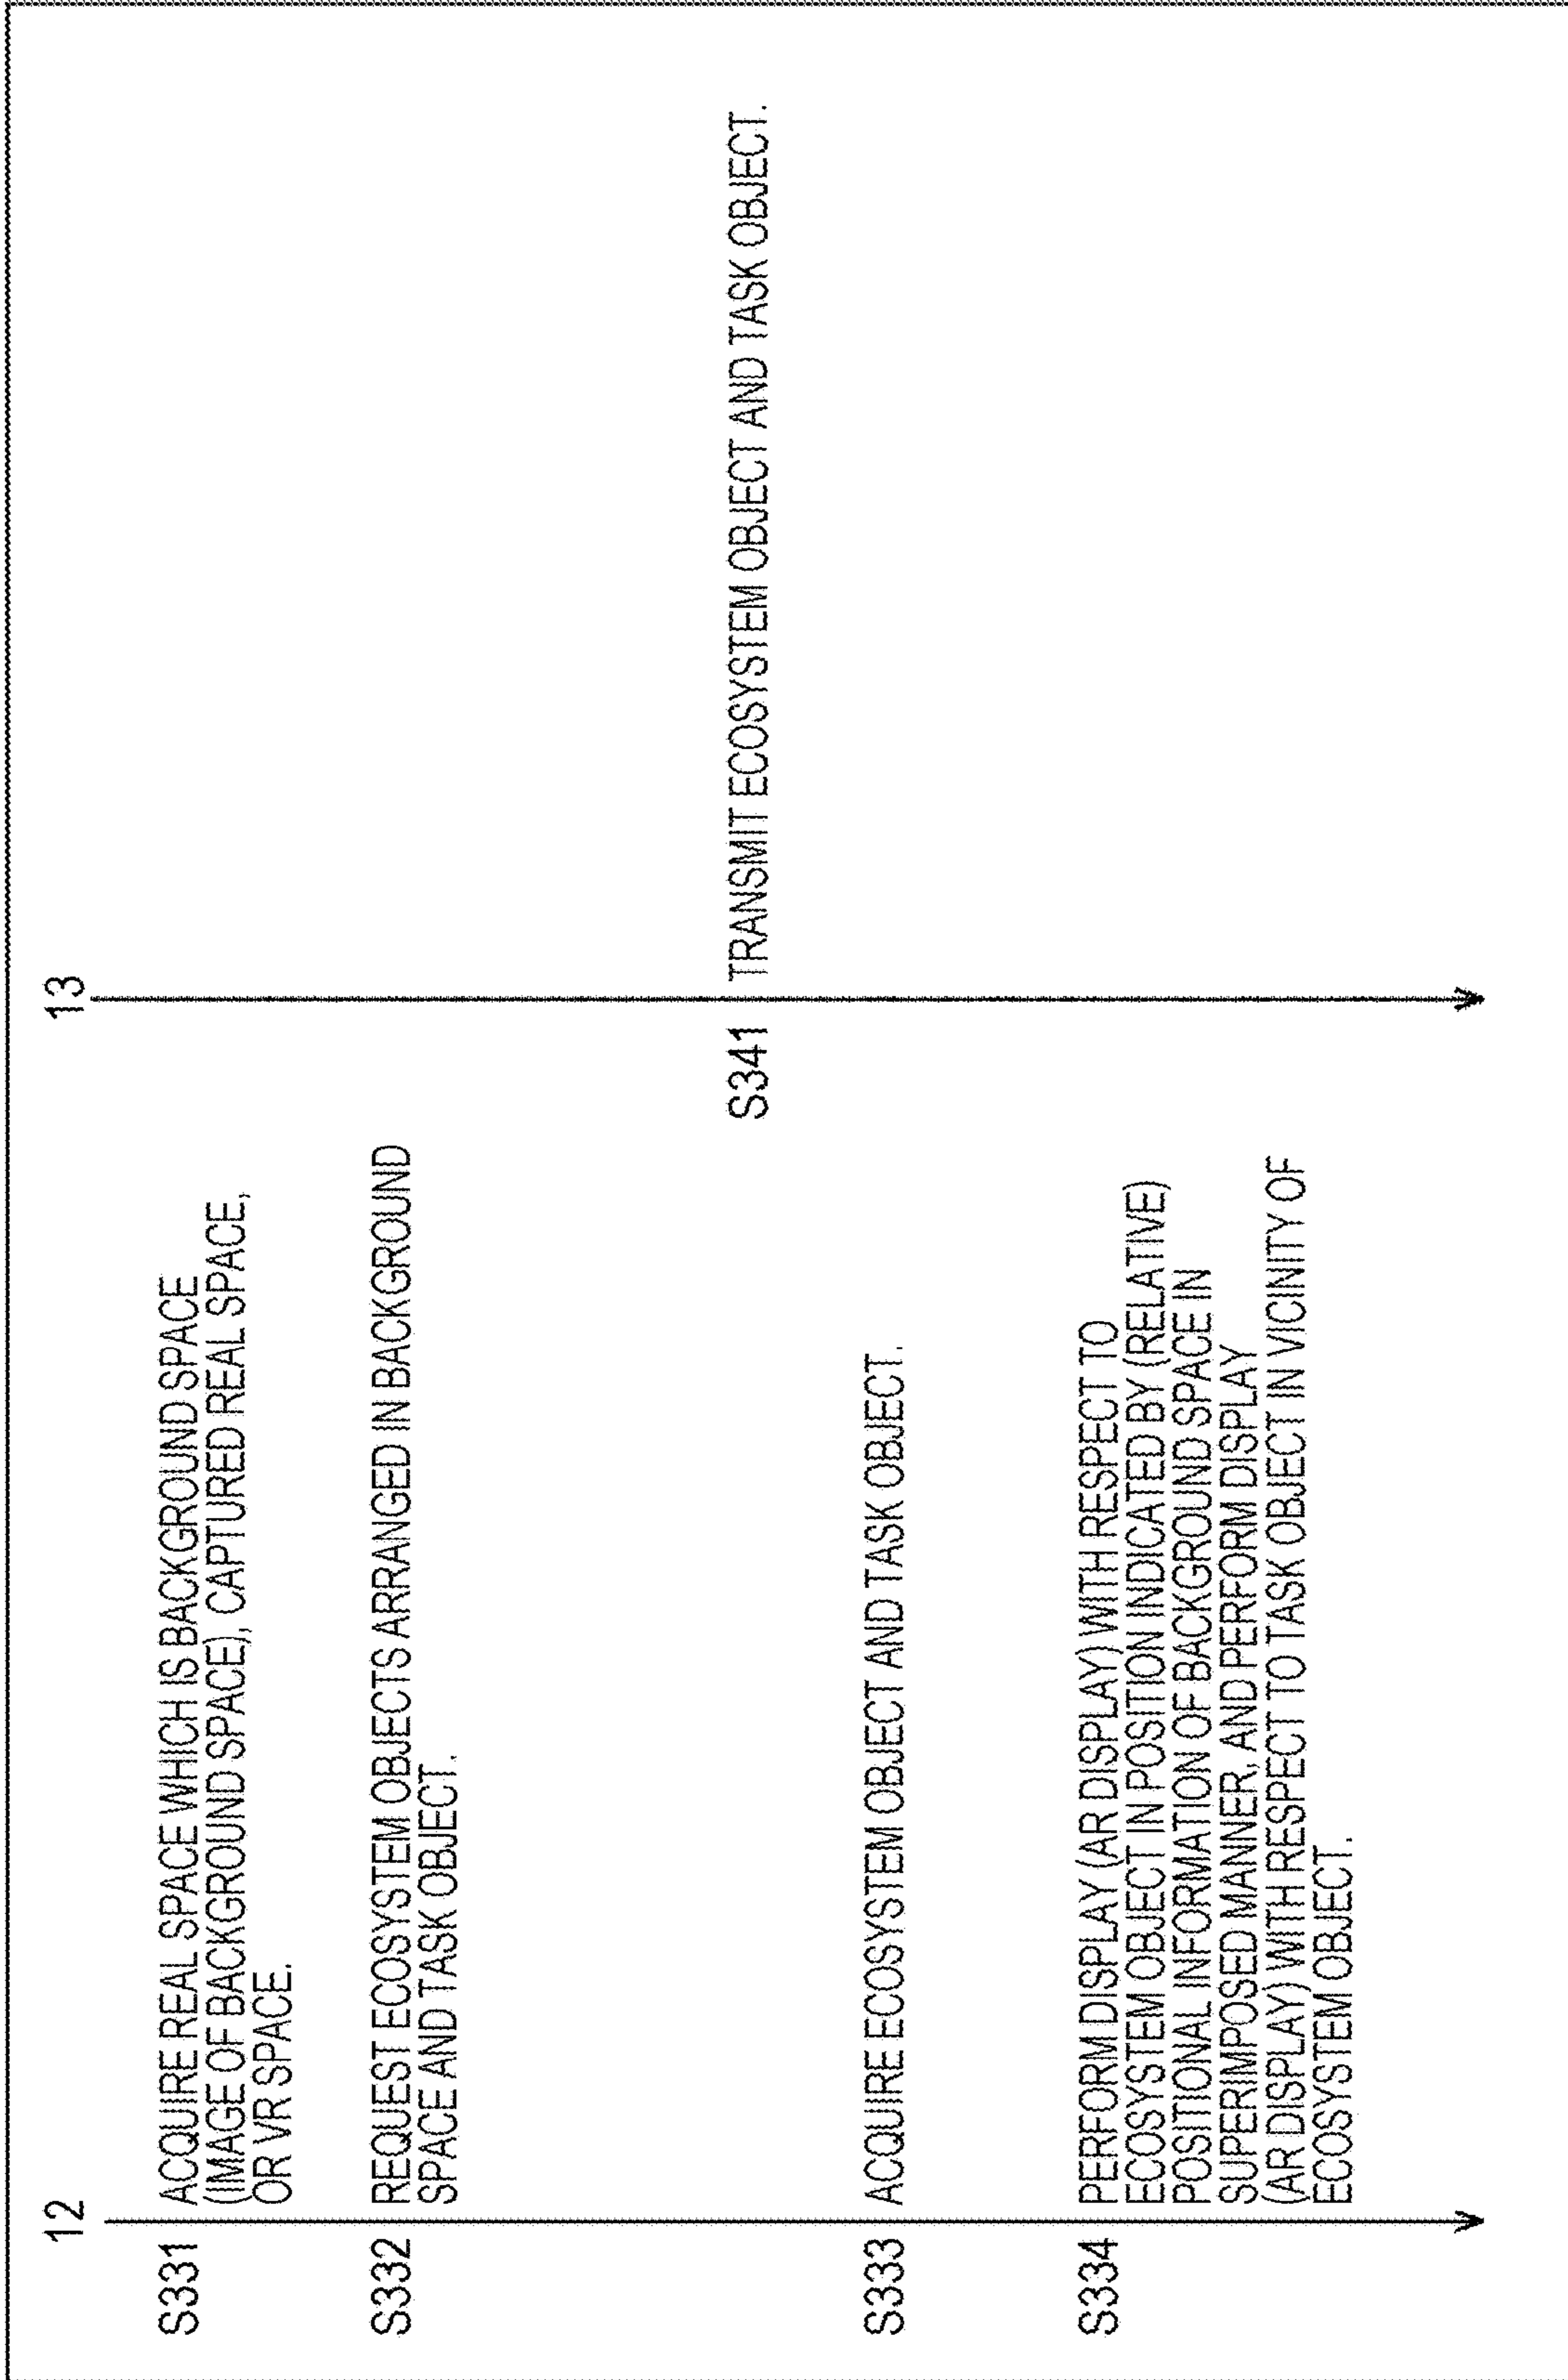 12
S331 ACQUIRE REAL SPACE WHICH IS BACKGROUND SPACE
(IMAGE OF BACKGROUND SPACE), CAPTURED REAL SPACE,
OR VR SPACE.
S332 REQUEST ECOSYSTEM OBJECTS ARRANGED IN BACKGROUND
SPACE AND TASK OBJECT.
S333 ACQUIRE ECOSYSTEM OBJECT AND TASK OBJECT.
S334 PERFORM DISPLAY (AR DISPLAY) WITH RESPECT TO
ECOSYSTEM OBJECT IN POSITION INDICATED BY (RELATIVE)
POSITIONAL INFORMATION OF BACKGROUND SPACE IN
SUPERIMPOSED MANNER, AND PERFORM DISPLAY
(AR DISPLAY) WITH RESPECT TO TASK OBJECT IN VICINITY OF
ECOSYSTEM OBJECT.
13
S341 TRANSMIT ECOSYSTEM OBJECT AND TASK OBJECT.